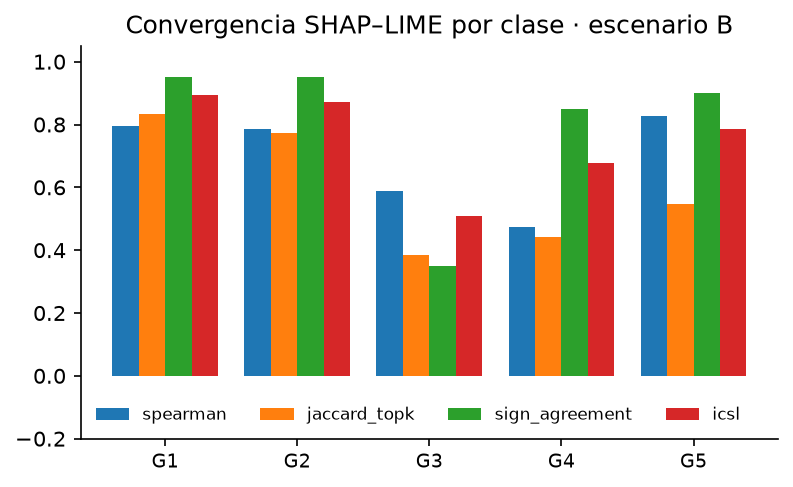 Convergencia SHAP–LIME por clase · escenario B
1.0
0.8
0.6
0.4
0.2
0.0
−0.2
spearman jaccard_topk sign_agreement icsl
G1 G2 G3 G4 G5